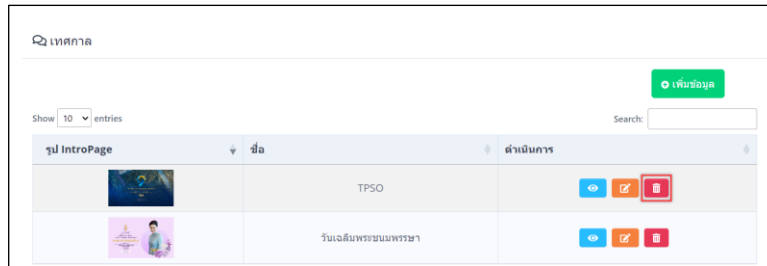 เทศกาล
เพิ่มข้อมูล
Show 10 entries
Search:
รูป IntroPage ชื่อ ดำเนินการ
TPSO
วันเฉลิมพระชนมพรรษา